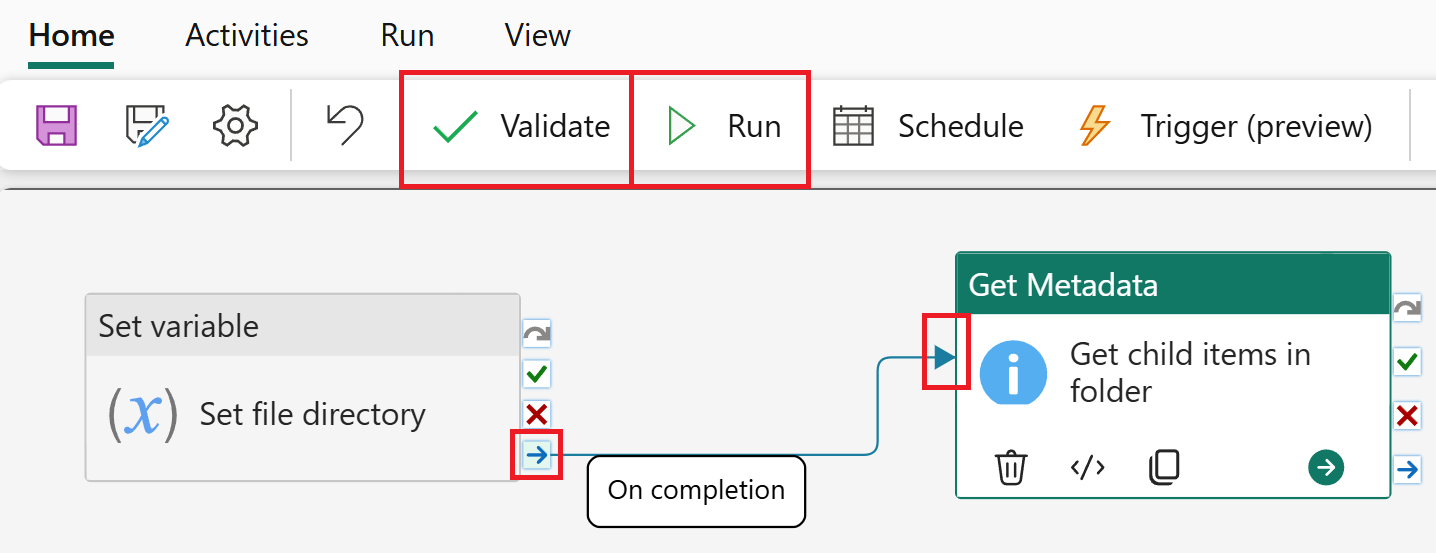 Home Activities Run View
Validate Run Schedule Trigger (preview)
Set variable
(x) Set file directory
On completion
Get Metadata
Get child items in
folder